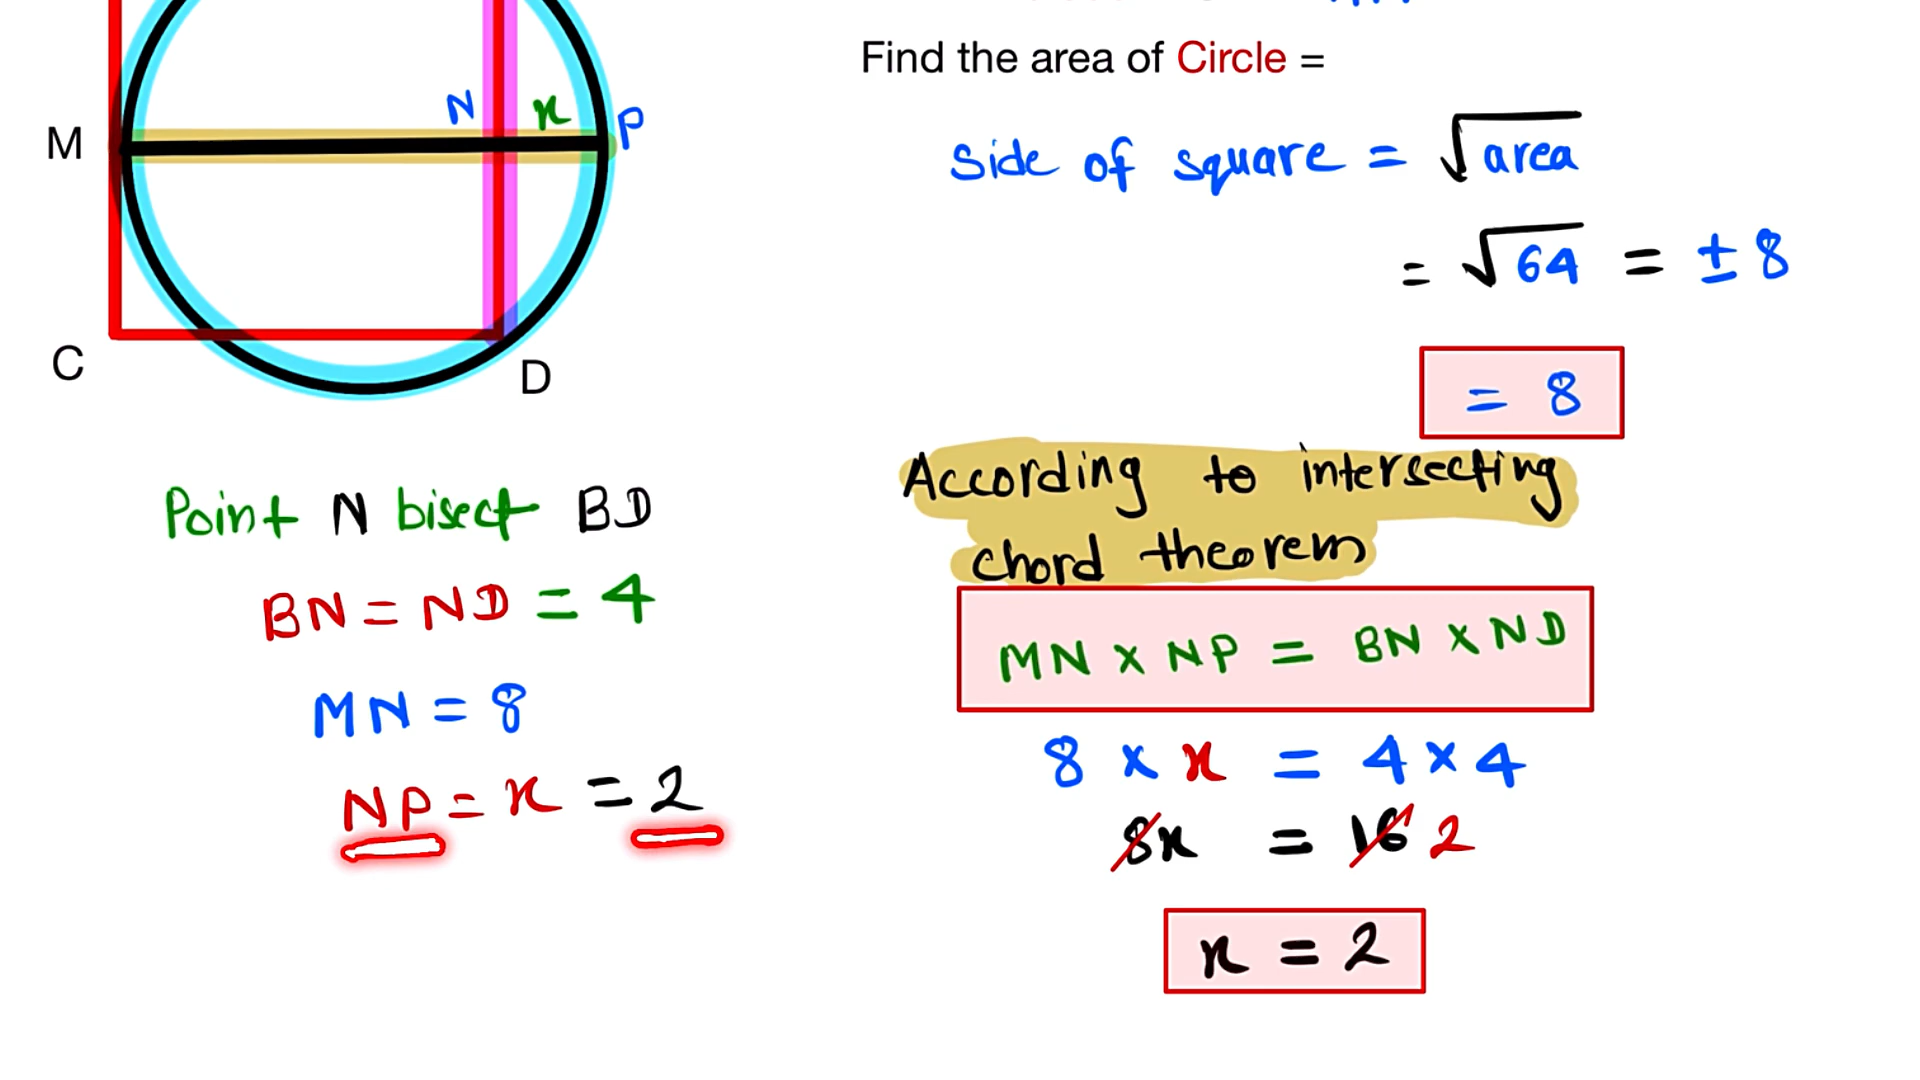 Find the area of Circle =
N x
M P
Side of square = √area
= √64 = ± 8
C D
= 8
According to intersecting
chord theorem
Point N bisect BD
BN = ND = 4
MN × NP = BN × ND
MN = 8
8 × x = 4 × 4
NP = x = 2
8x = 16 2
x = 2